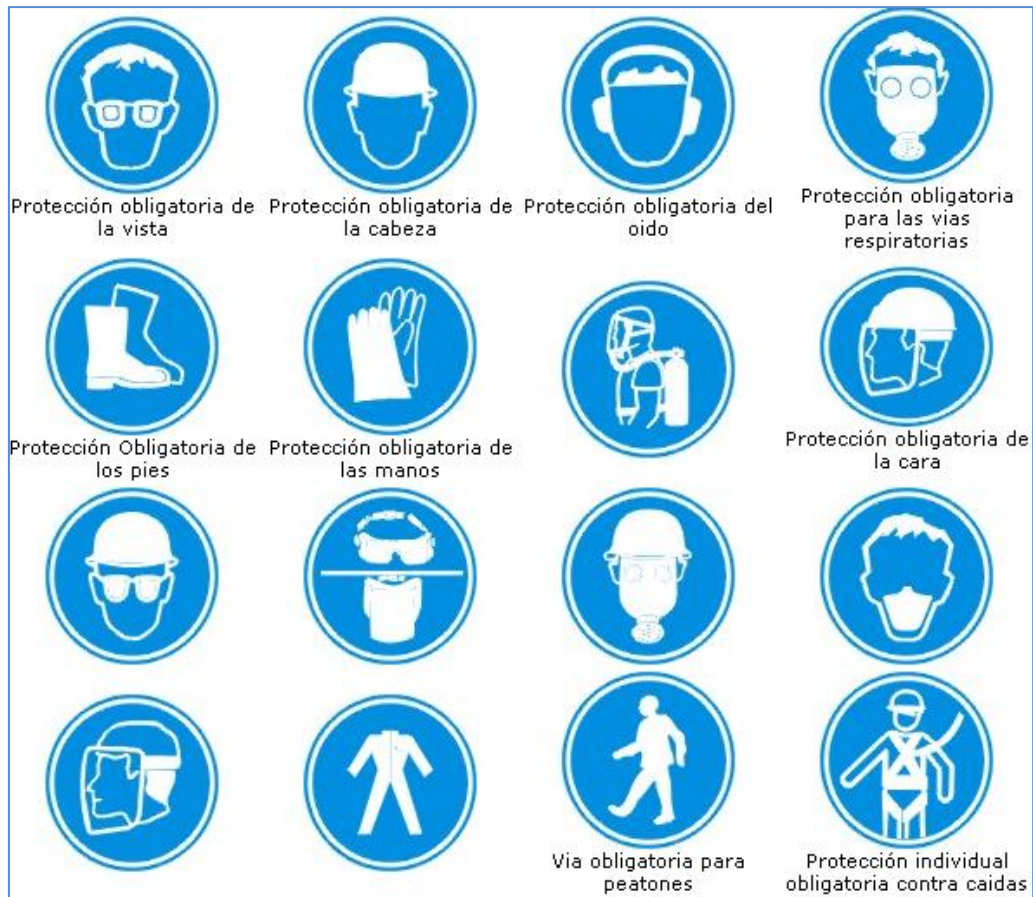 Protección obligatoria de
la vista
Protección obligatoria de
la cabeza
Protección obligatoria del
oido
Protección obligatoria
para las vias
respiratorias
Protección Obligatoria de
los pies
Protección obligatoria de
las manos
Protección obligatoria de
la cara
Via obligatoria para
peatones
Protección individual
obligatoria contra caidas